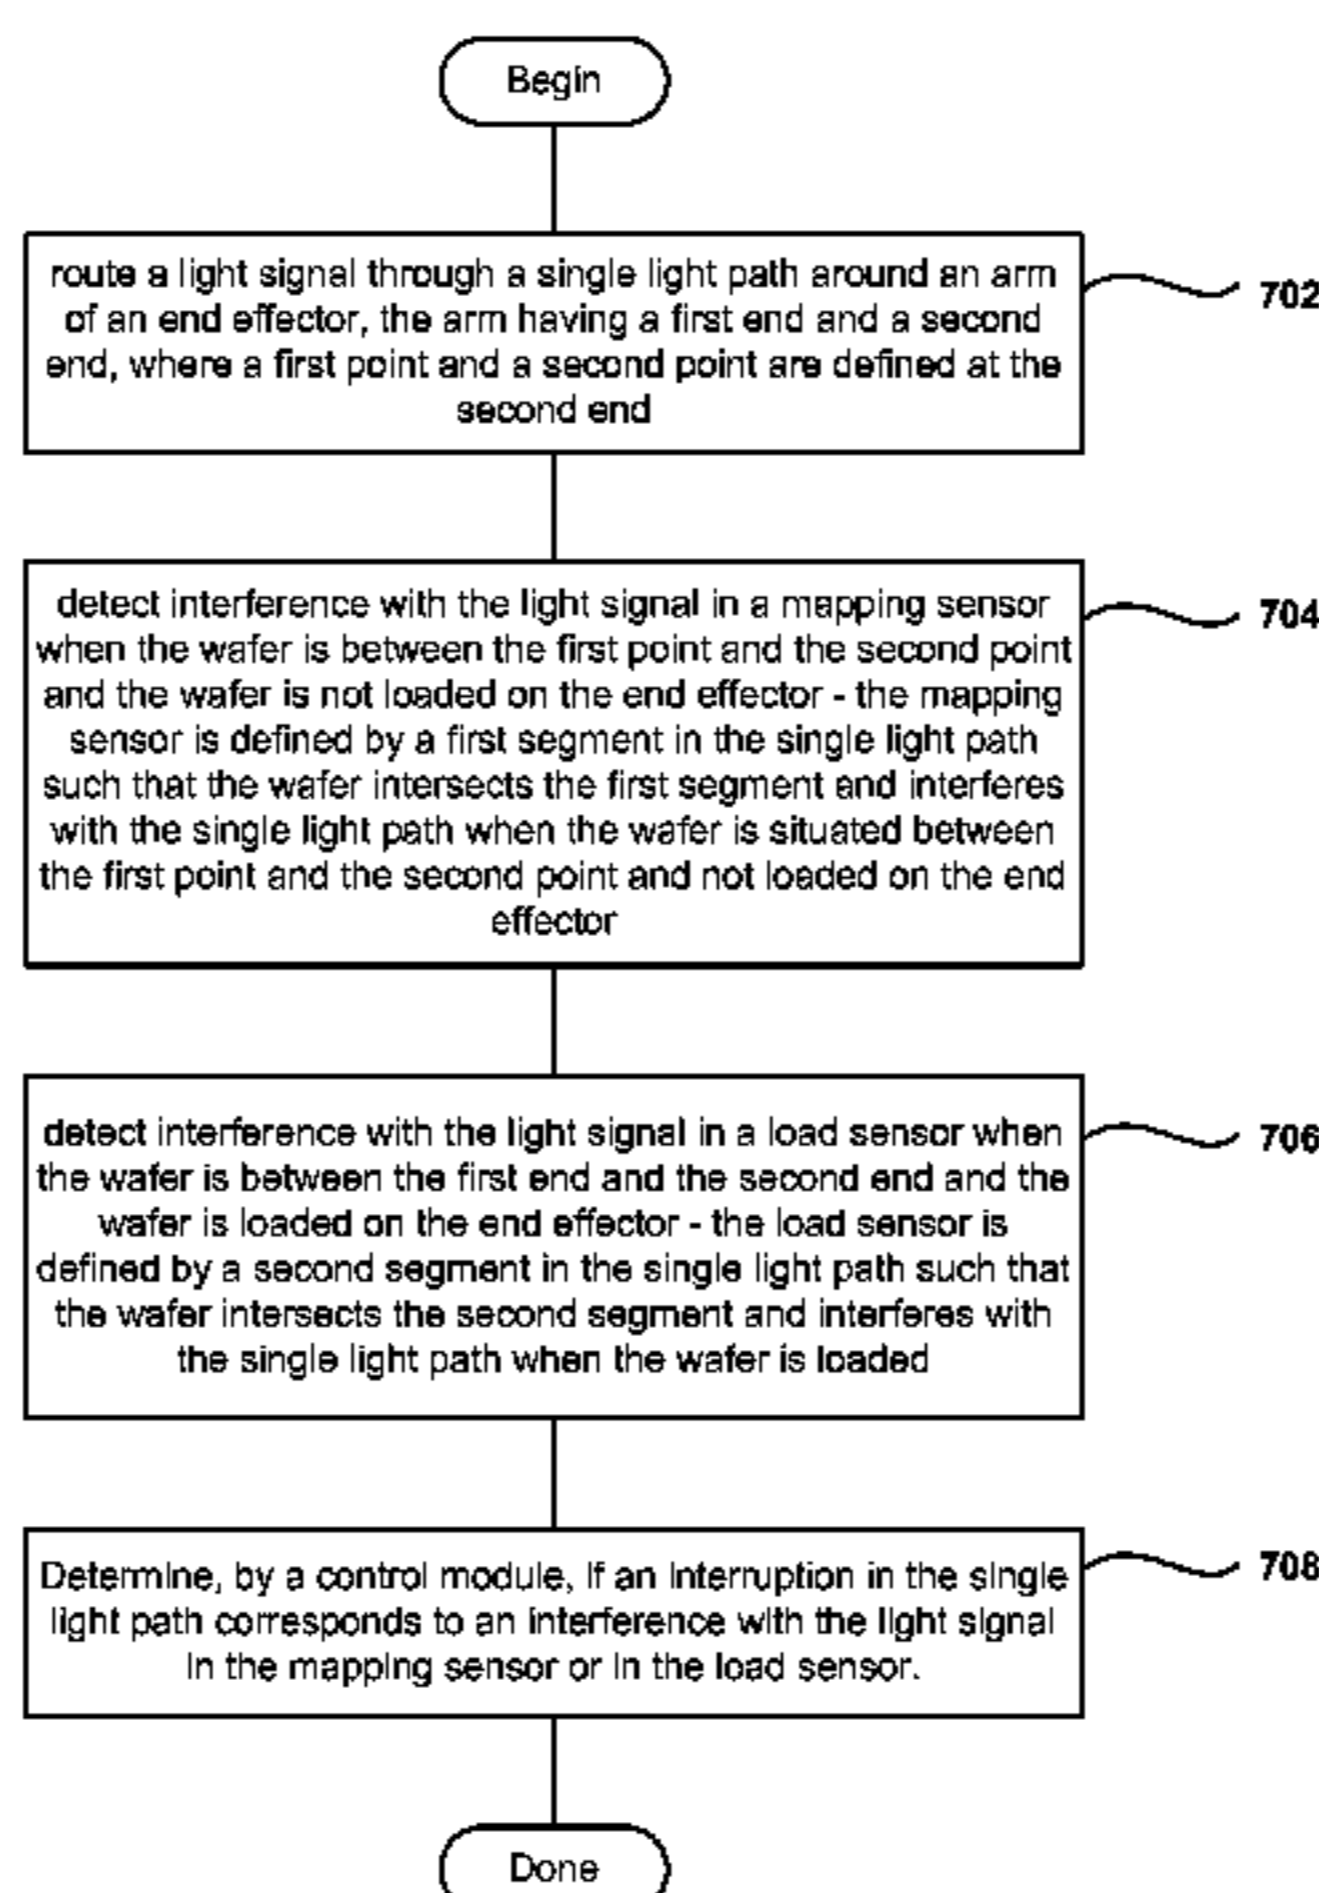 Begin
route a light signal through a single light path around an arm
of an end effector, the arm having a first end and a second
end, where a first point and a second point are defined at the
second end
702
detect interference with the light signal in a mapping sensor
when the wafer is between the first point and the second point
and the wafer is not loaded on the end effector - the mapping
sensor is defined by a first segment in the single light path
such that the wafer intersects the first segment and interferes
with the single light path when the wafer is situated between
the first point and the second point and not loaded on the end
effector
704
detect interference with the light signal in a load sensor when
the wafer is between the first end and the second end and the
wafer is loaded on the end effector - the load sensor is
defined by a second segment in the single light path such that
the wafer intersects the second segment and interferes with
the single light path when the wafer is loaded
706
Determine, by a control module, if an interruption in the single
light path corresponds to an interference with the light signal
in the mapping sensor or in the load sensor.
708
Done